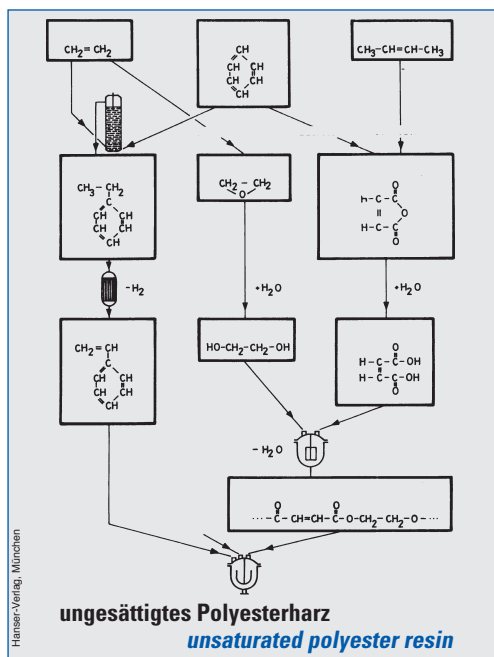 CH2=CH2
CH
CH CH
CH CH
CH
CH3-CH=CH-CH3
CH3-CH2
C
CH CH
CH CH
CH
CH2 - CH2
O
O
h-C-C
॥ O
H-C-C
O
-H2
+H2O
+H2O
CH2=CH
C
CH CH
CH CH
CH
HO-CH2-CH2-OH
O
H-C-C-OH
H-C-C-OH
O
-H2O
O O
··· -C-CH=CH-C-O-CH2-CH2-O- ···
Hanser-Verlag, München
ungesättigtes Polyesterharz
unsaturated polyester resin